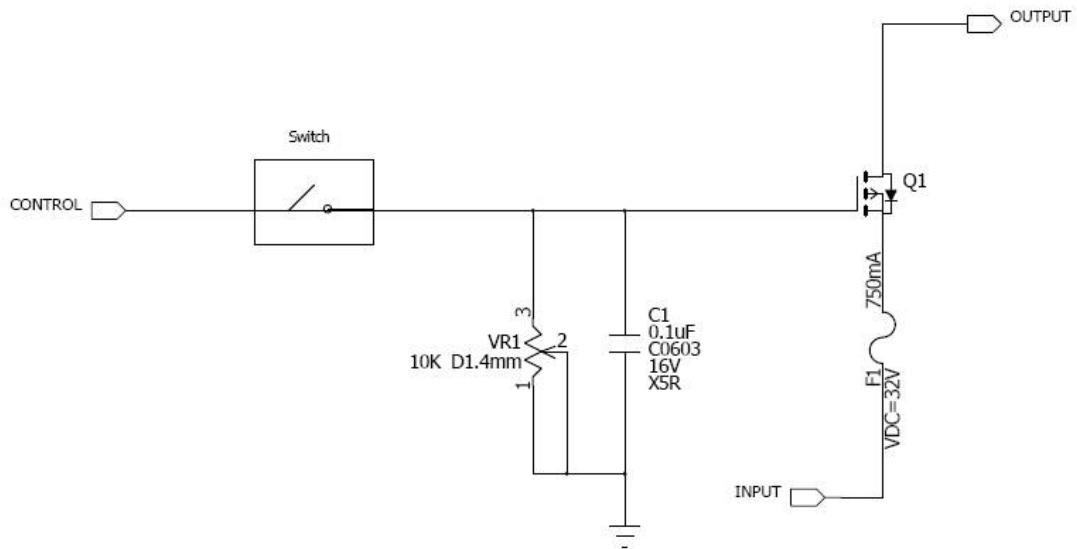 OUTPUT
Switch
Q1
CONTROL
750mA
3
VR1
2
10K D1.4mm
1
C1
0.1uF
C0603
16V
X5R
F1
VDC=32V
INPUT